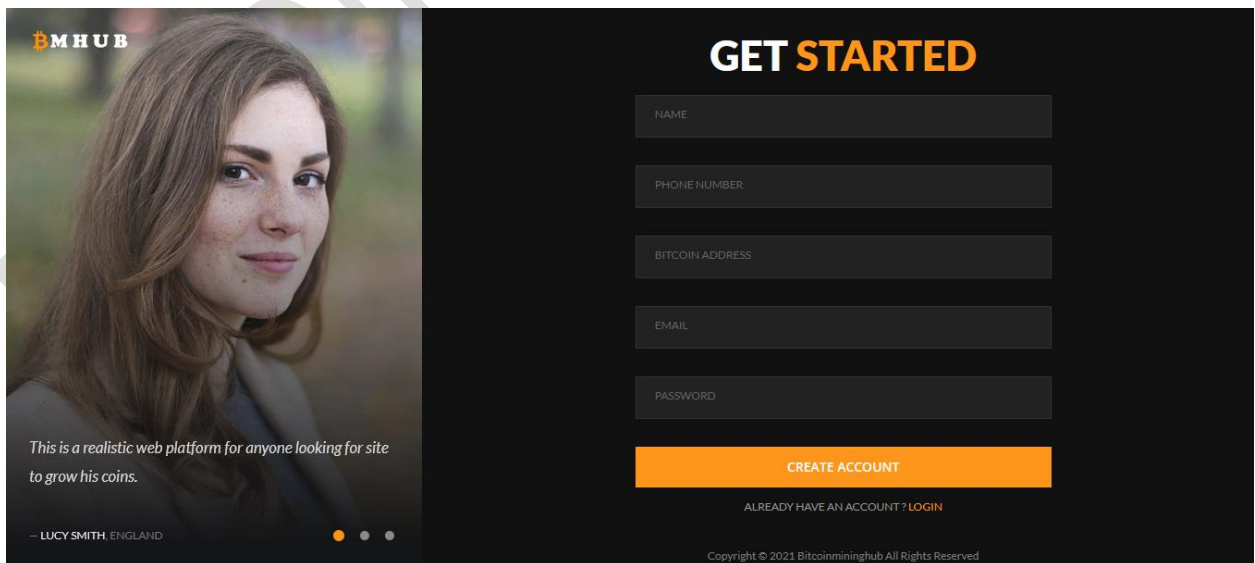 ₿MHUB
This is a realistic web platform for anyone looking for site
to grow his coins.
– LUCY SMITH, ENGLAND
GET STARTED
NAME
PHONE NUMBER
BITCOIN ADDRESS
EMAIL
PASSWORD
CREATE ACCOUNT
ALREADY HAVE AN ACCOUNT ? LOGIN
Copyright © 2021 Bitcoinmininghub All Rights Reserved